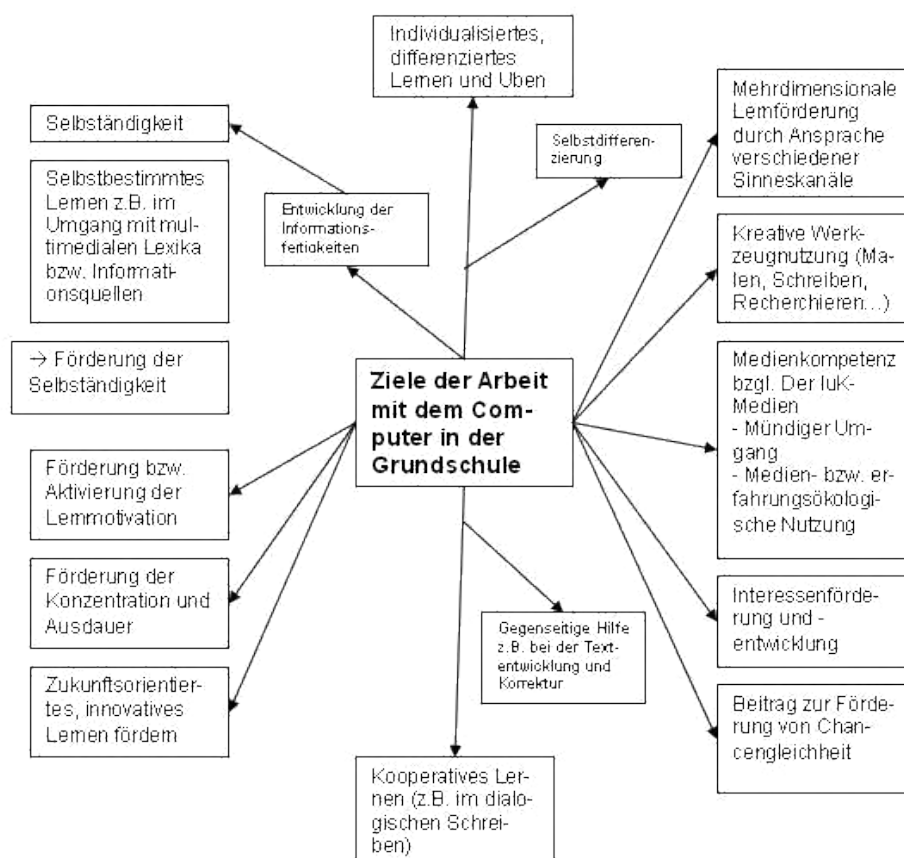 Individualisiertes,
differenziertes
Lernen und Uben
Selbständigkeit
Selbstdifferen-
zierung
Mehrdimensionale
Lernförderung
durch Ansprache
verschiedener
Sinneskanäle
Selbstbestimmtes
Lernen z.B. im
Umgang mit mul-
timedialen Lexika
bzw. Informati-
onsquellen
Entwicklung der
Informations-
fertigkeiten
Kreative Werk-
zeugnutzung (Ma-
len, Schreiben,
Recherchieren...)
→ Förderung der
Selbständigkeit
Ziele der Arbeit
mit dem Com-
puter in der
Grundschule
Medienkompetenz
bzgl. Der IuK-
Medien
- Mündiger Um-
gang
- Medien- bzw. er-
fahrungsökologi-
sche Nutzung
Förderung bzw.
Aktivierung der
Lernmotivation
Förderung der
Konzentration und
Ausdauer
Gegenseitige Hilfe
z.B. bei der Text-
entwicklung und
Korrektur
Interessenförde-
rung und -
entwicklung
Zukunftsorientier-
tes, innovatives
Lernen fördern
Beitrag zur Förde-
rung von Chan-
cengleichheit
Kooperatives Ler-
nen (z.B. im dialo-
gischen Schrei-
ben)